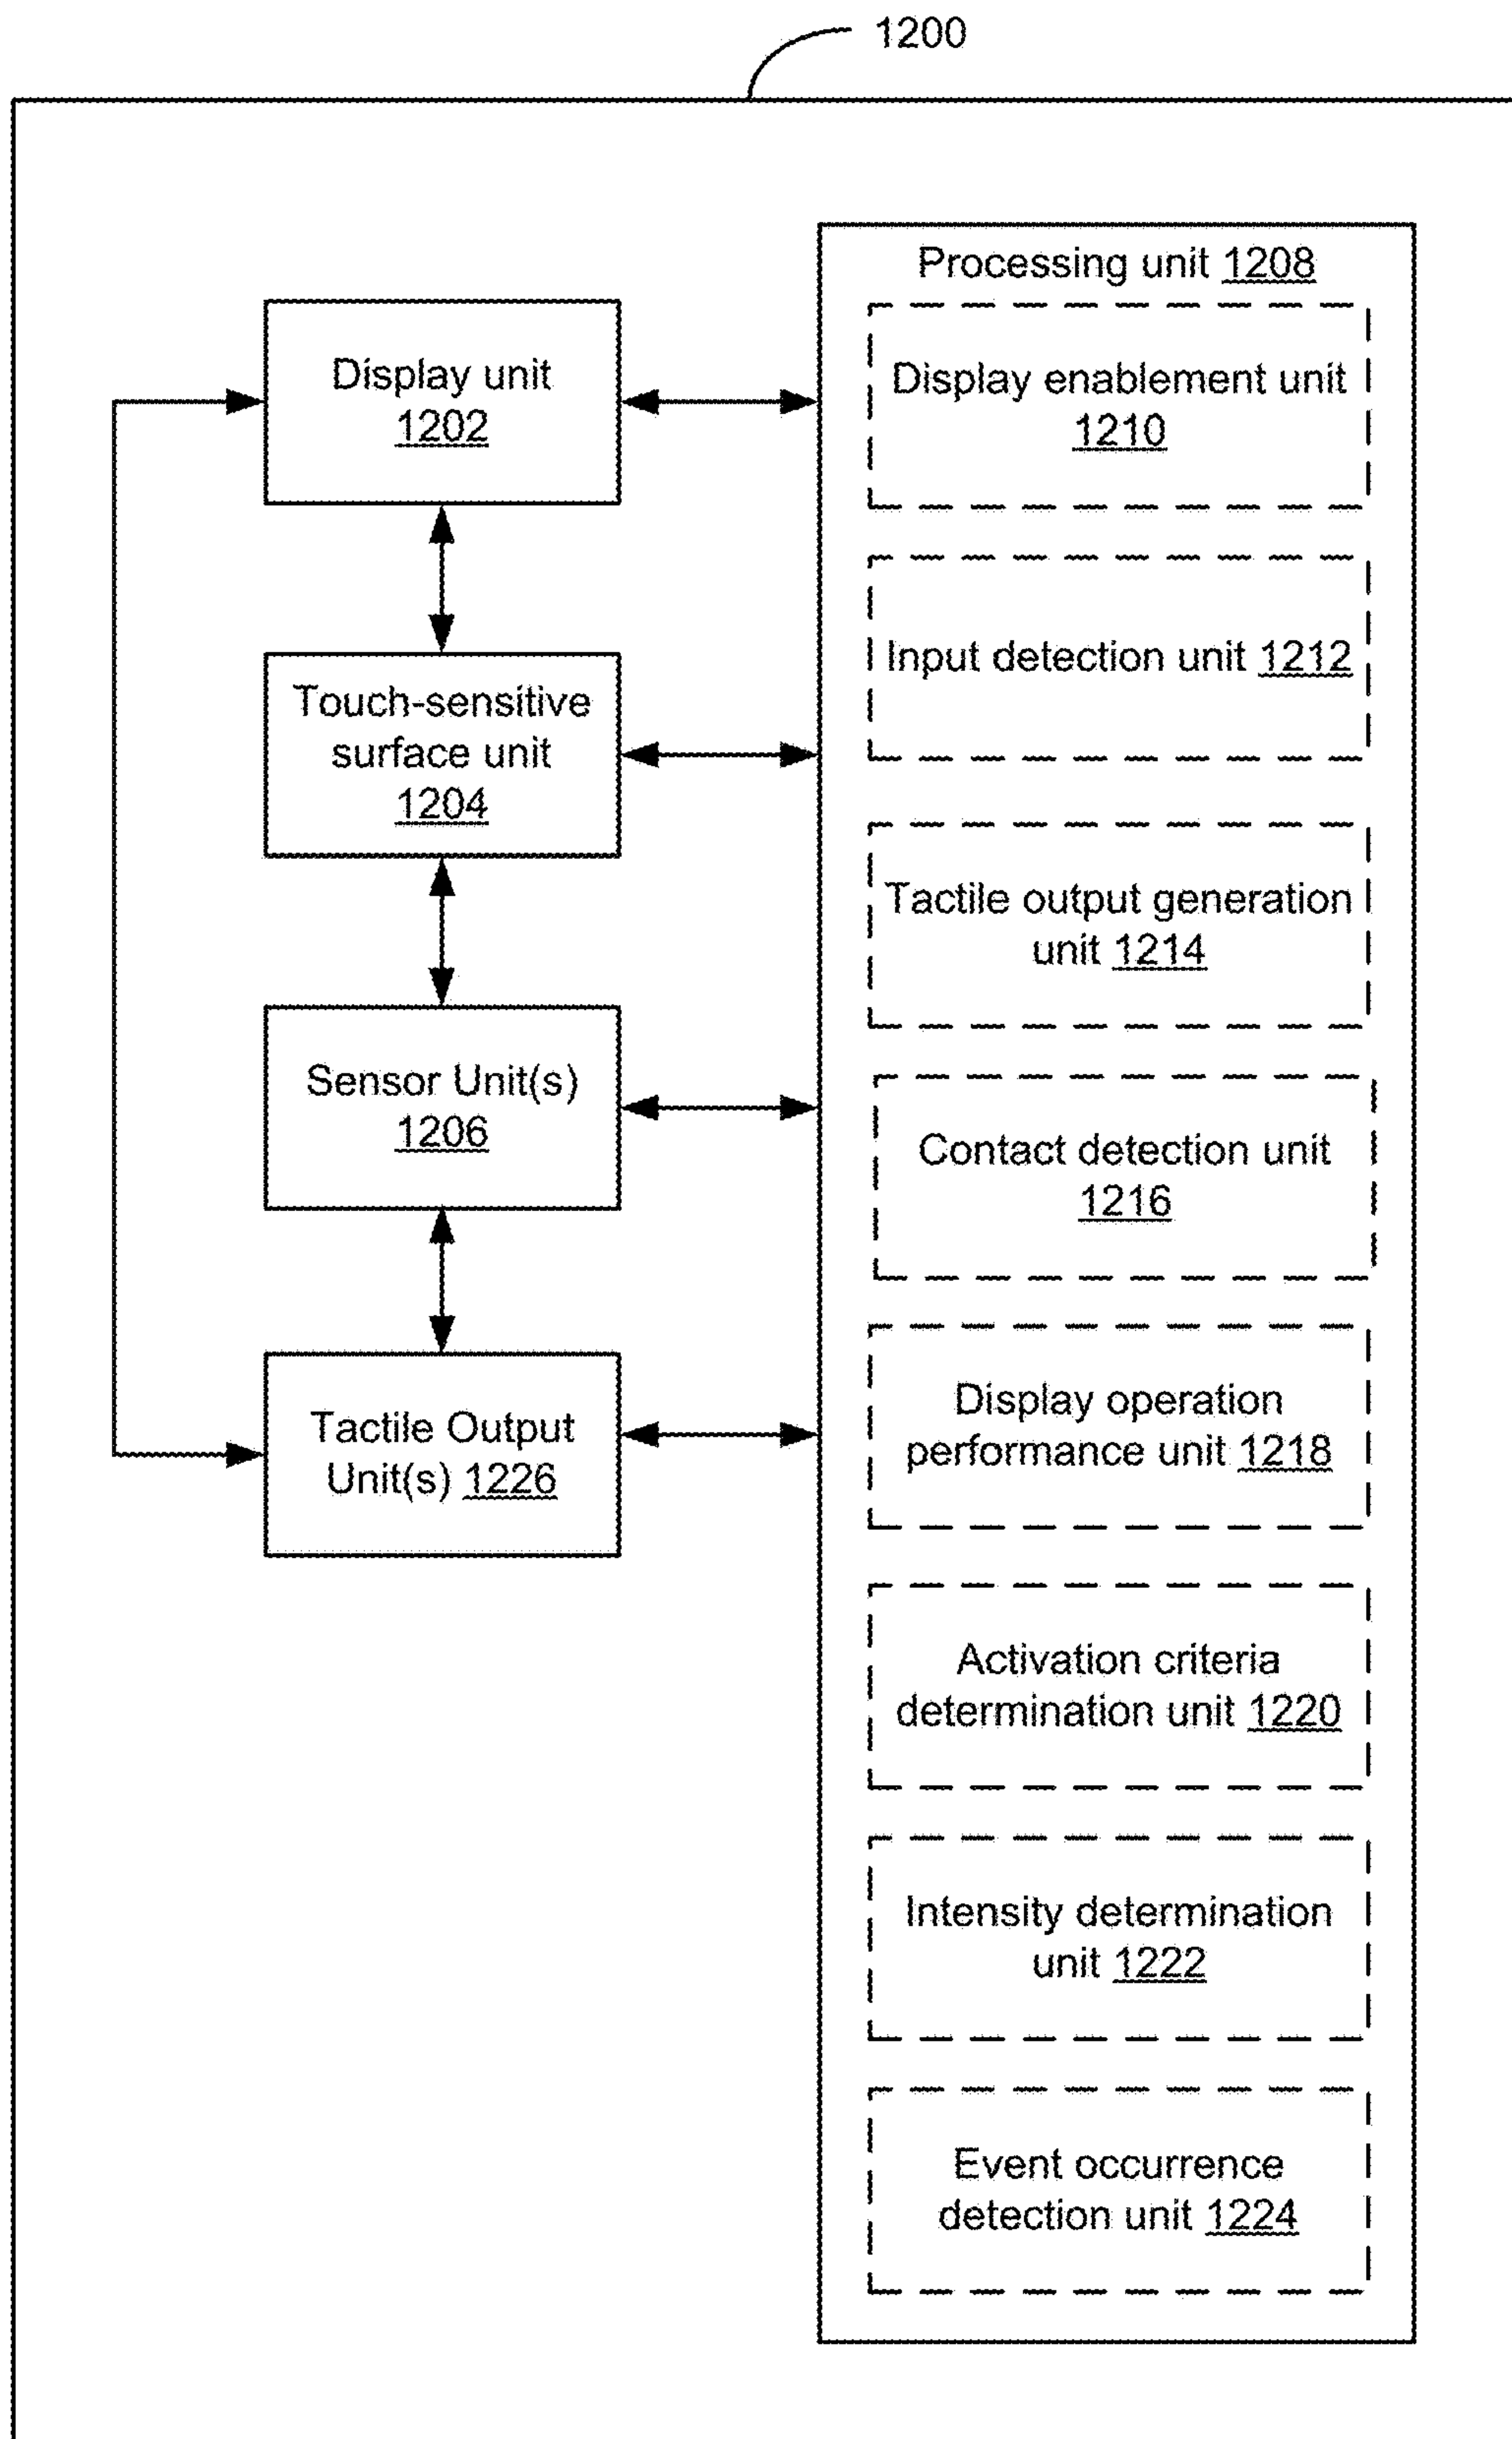 1200
Processing unit 1208
Display unit
1202
Display enablement unit
1210
Input detection unit 1212
Touch-sensitive
surface unit
1204
Tactile output generation
unit 1214
Sensor Unit(s)
1206
Contact detection unit
1216
Tactile Output
Unit(s) 1226
Display operation
performance unit 1218
Activation criteria
determination unit 1220
Intensity determination
unit 1222
Event occurrence
detection unit 1224